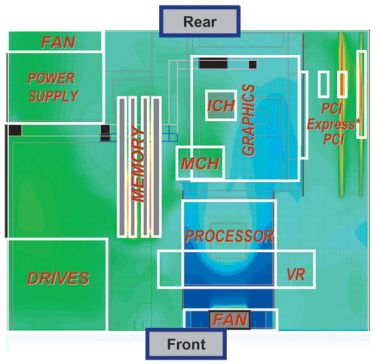 Rear
FAN
POWER
SUPPLY
ICH
GRAPHICS
PCI
Express*
PCI
MEMORY
MCH
PROCESSOR
DRIVES
VR
FAN
Front